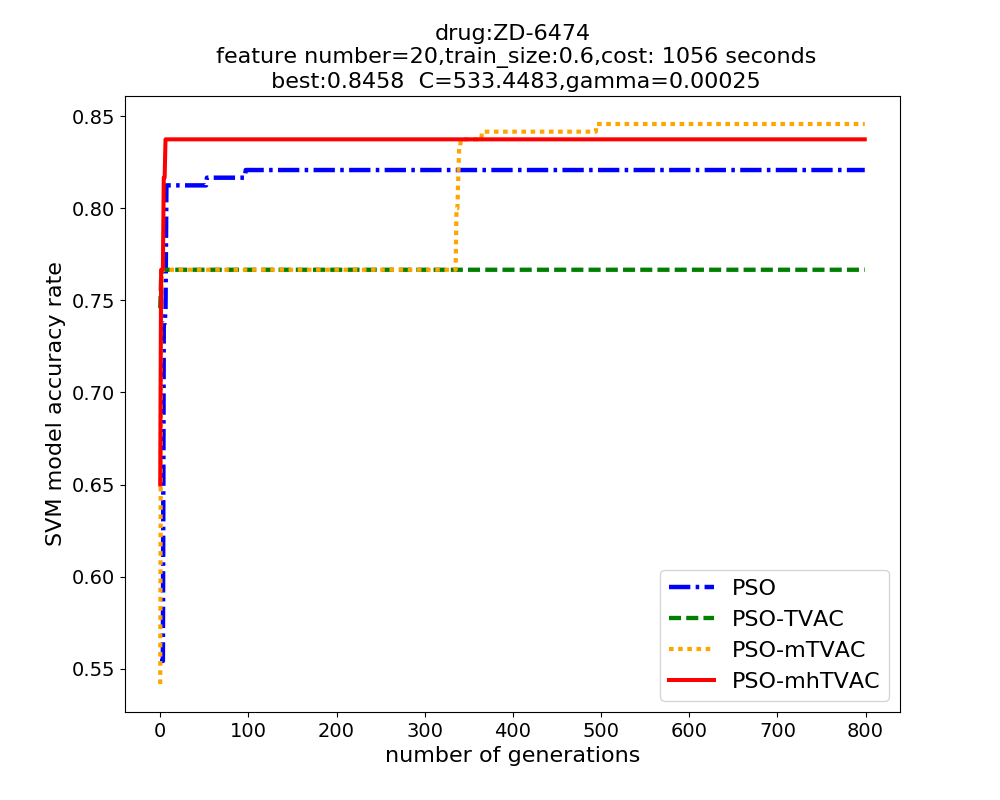 drug:ZD-6474
feature number=20,train_size:0.6,cost: 1056 seconds
best:0.8458  C=533.4483,gamma=0.00025
SVM model accuracy rate
0.85
0.80
0.75
0.70
0.65
0.60
0.55
PSO
PSO-TVAC
PSO-mTVAC
PSO-mhTVAC
0 100 200 300 400 500 600 700 800
number of generations